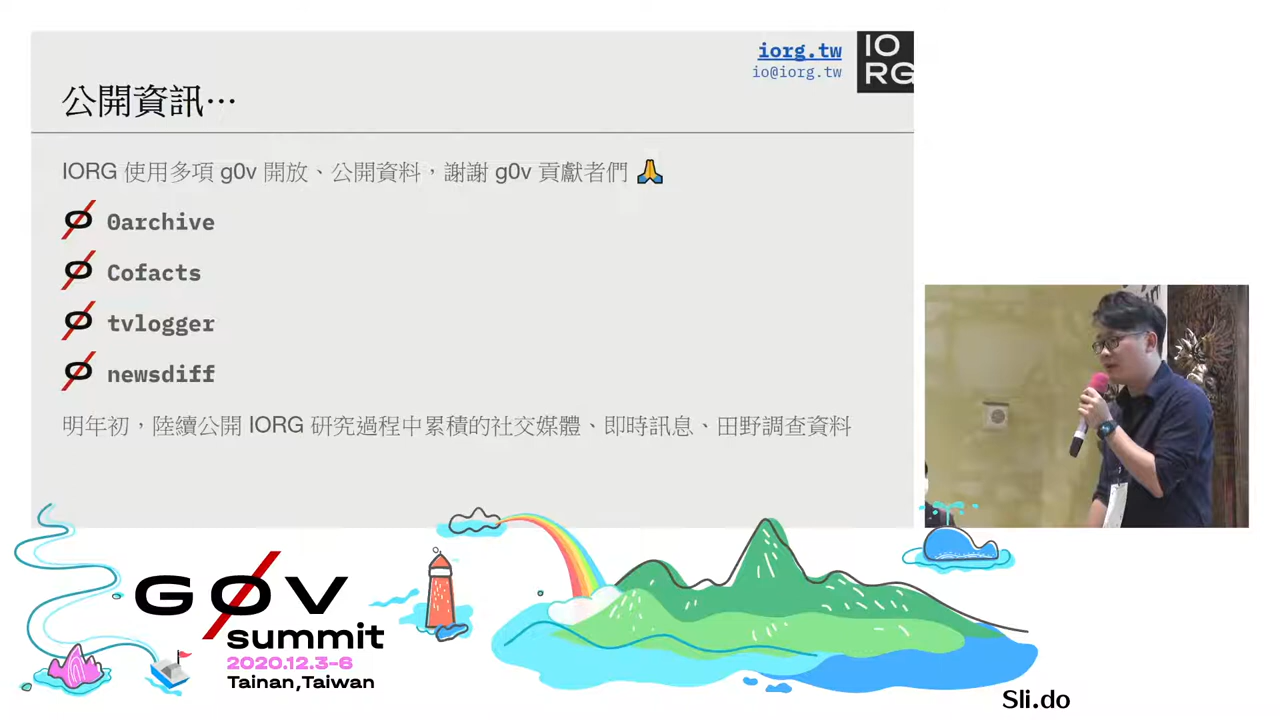 iorg.tw
io@iorg.tw
IO
RG
公開資訊…
IORG 使用多項 g0v 開放、公開資料，謝謝 g0v 貢獻者們 🙏
0archive
Cofacts
tvlogger
newsdiff
明年初，陸續公開 IORG 研究過程中累積的社交媒體、即時訊息、田野調查資料
G0V
summit
2020.12.3-6
Tainan,Taiwan
Sli.do